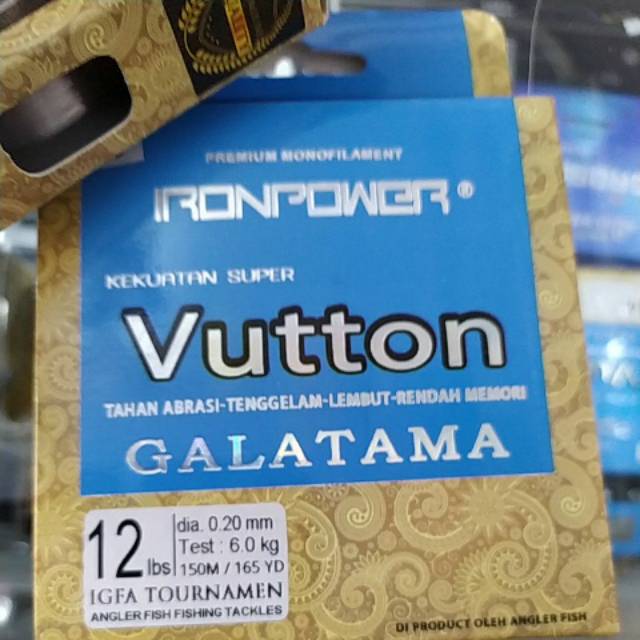 PREMIUM MONOFILAMENT
IRONPOWER®
KEKUATAN SUPER
Vutton
TAHAN ABRASI-TENGGELAM-LEMBUT-RENDAH MEMORI
GALATAMA
12 lbs
dia. 0.20 mm
Test : 6.0 kg
150M / 165 YD
IGFA TOURNAMEN
ANGLER FISH FISHING TACKLES
DI PRODUCT OLEH ANGLER FISH